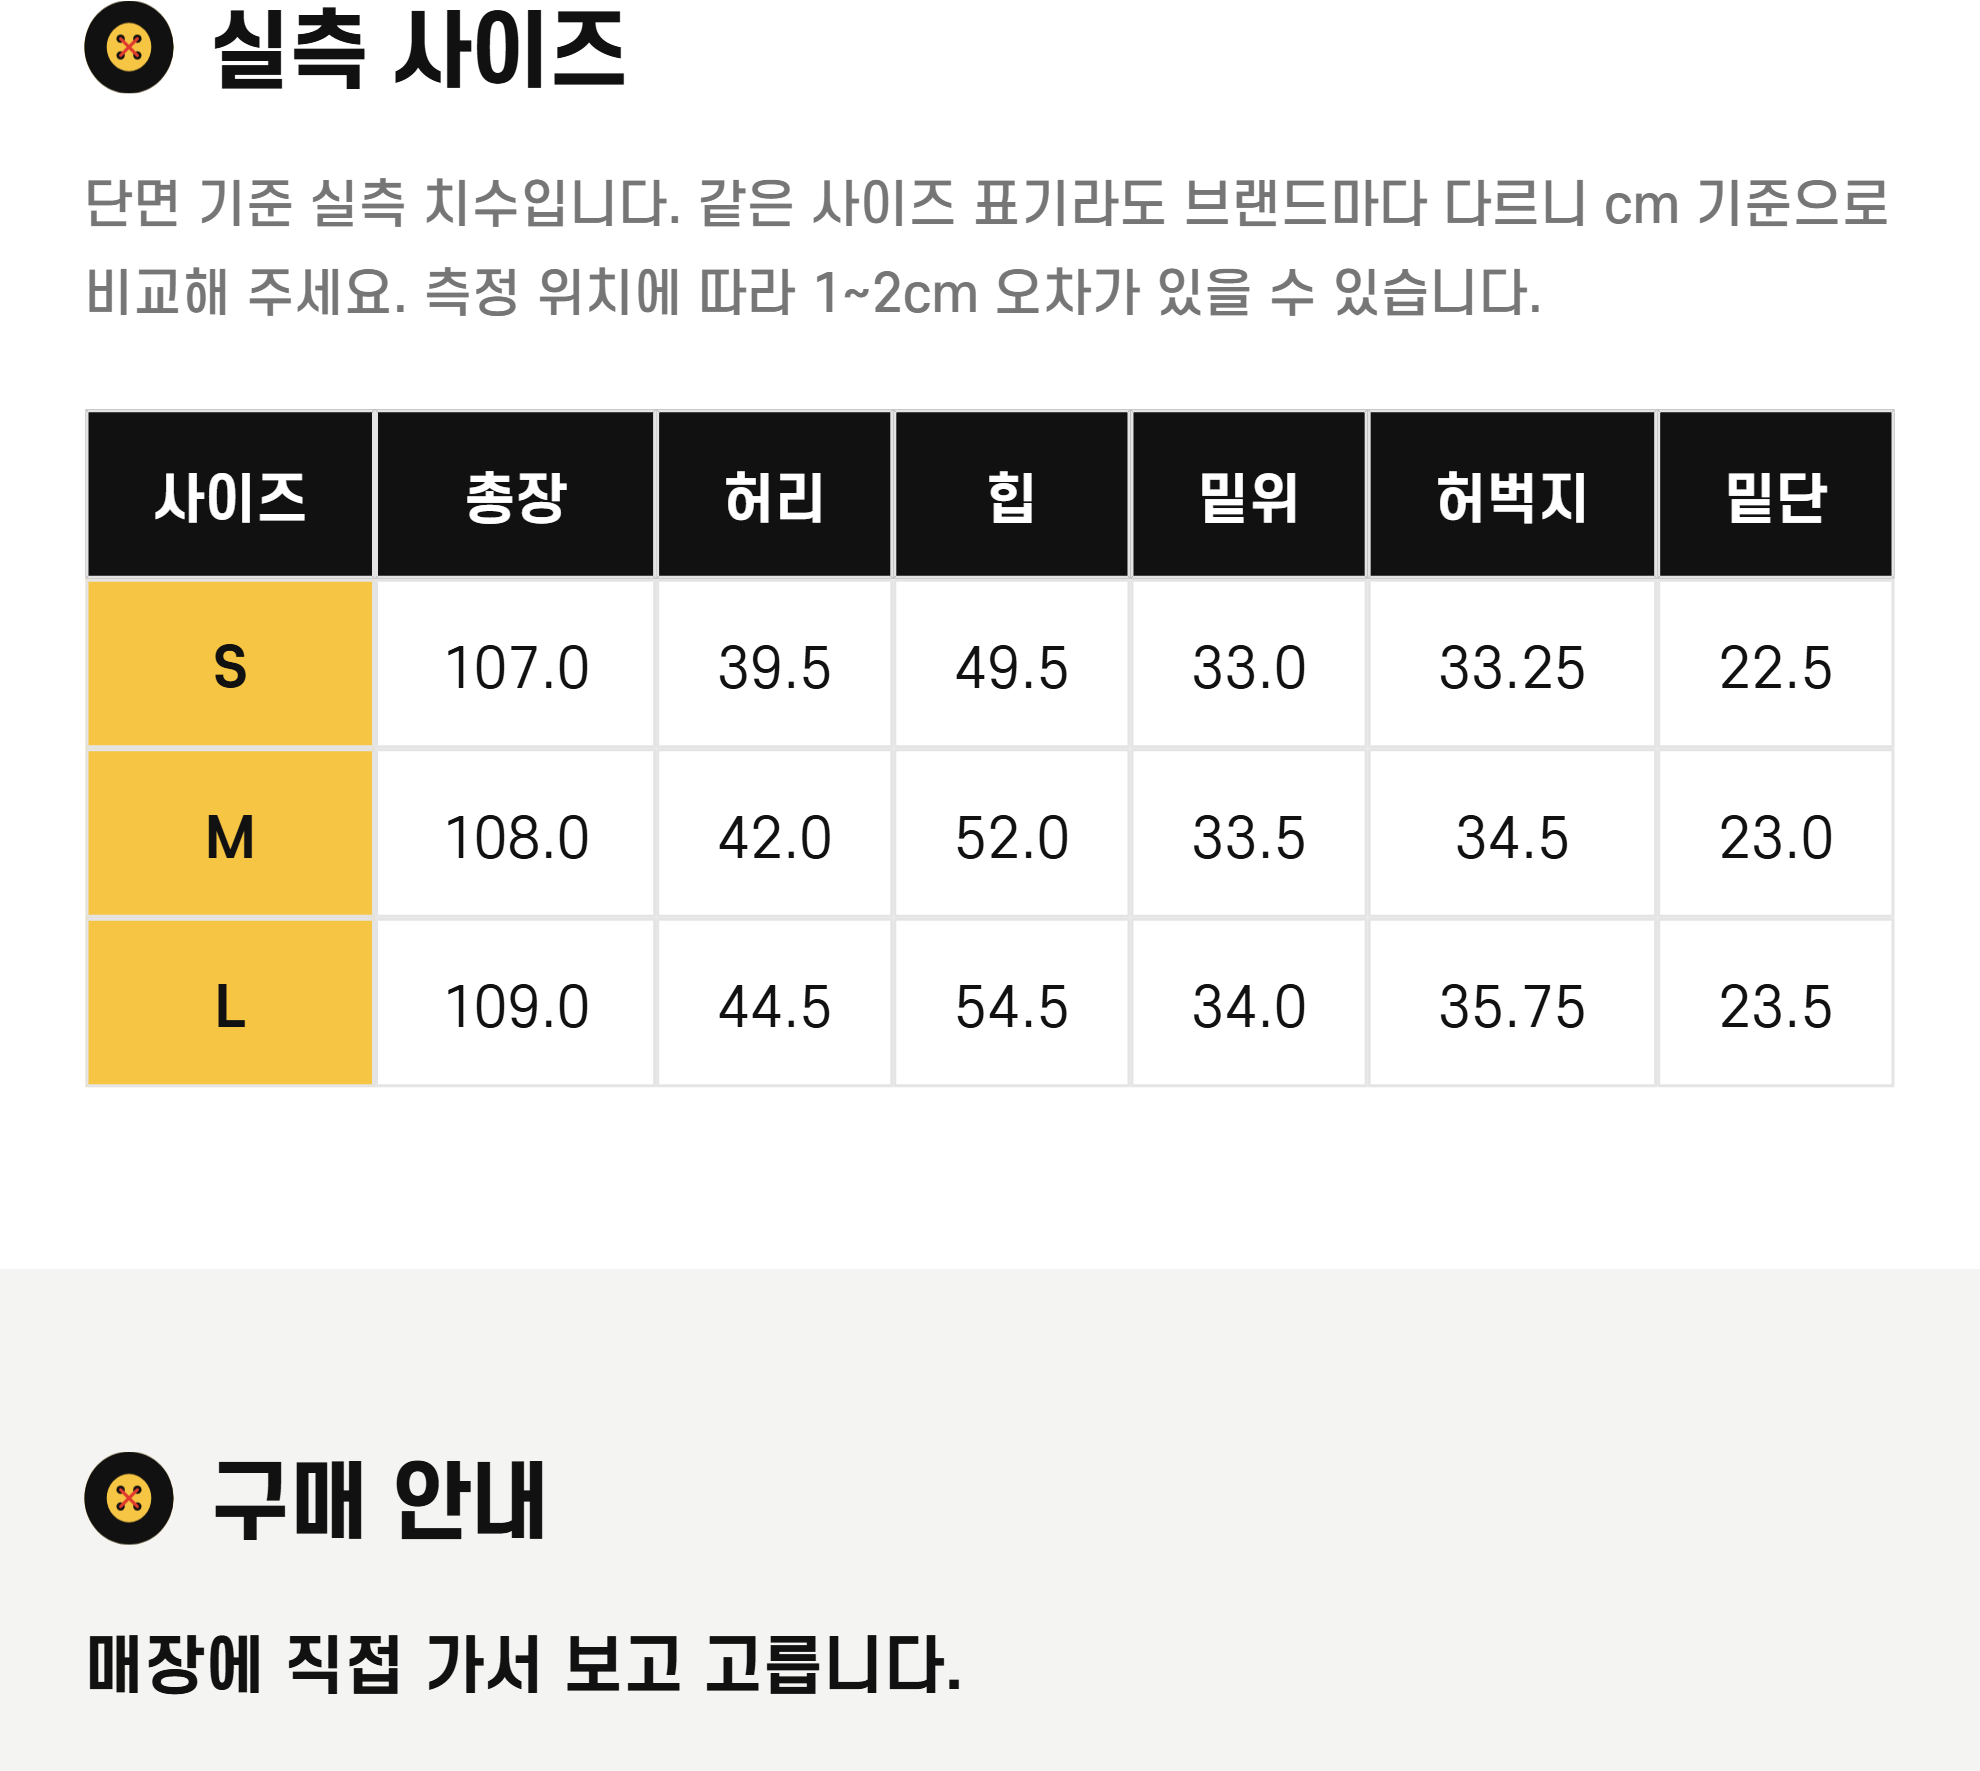 실측 사이즈
단면 기준 실측 치수입니다. 같은 사이즈 표기라도 브랜드마다 다르니 cm 기준으로
비교해 주세요. 측정 위치에 따라 1~2cm 오차가 있을 수 있습니다.
사이즈 총장 허리 힙 밑위 허벅지 밑단
S 107.0 39.5 49.5 33.0 33.25 22.5
M 108.0 42.0 52.0 33.5 34.5 23.0
L 109.0 44.5 54.5 34.0 35.75 23.5
구매 안내
매장에 직접 가서 보고 고릅니다.